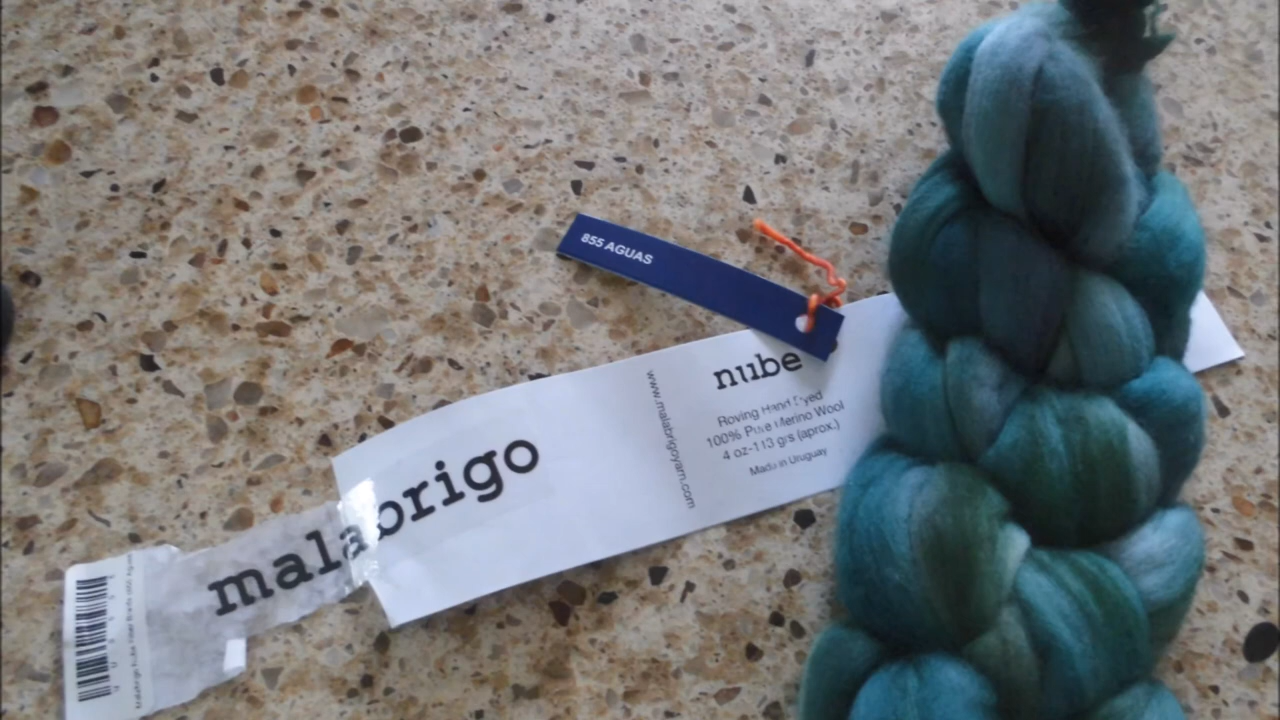 855 AGUAS
malabrigo
www.malabrigoyarn.com
nube
Roving Hand Dyed
100% Pure Merino Wool
4 oz-113 grs (aprox.)
Made in Uruguay